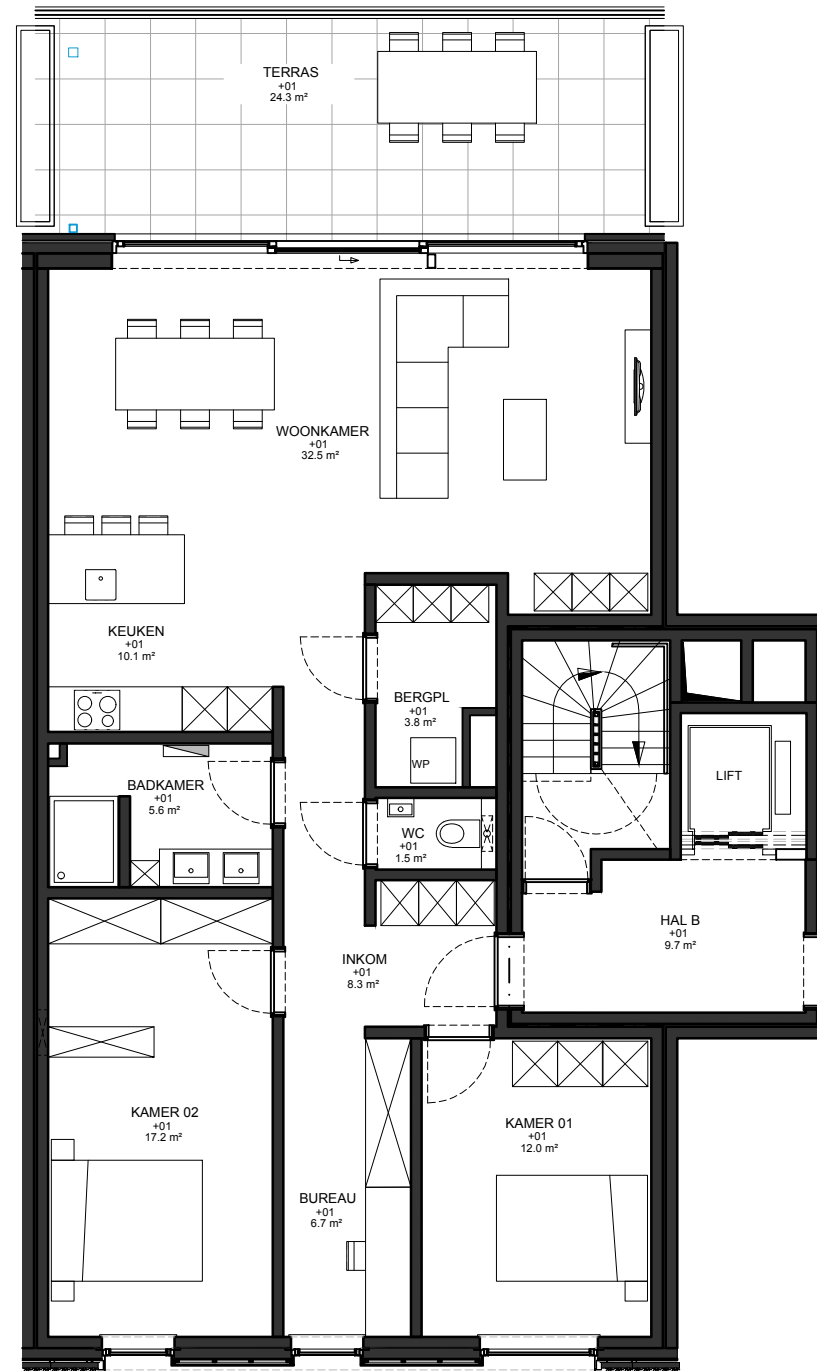 TERRAS
+01
24.3 m²
WOONKAMER
+01
32.5 m²
KEUKEN
+01
10.1 m²
BERGPL
+01
3.8 m²
WP
LIFT
BADKAMER
+01
5.6 m²
WC
+01
1.5 m²
HAL B
+01
9.7 m²
INKOM
+01
8.3 m²
KAMER 02
+01
17.2 m²
KAMER 01
+01
12.0 m²
BUREAU
+01
6.7 m²